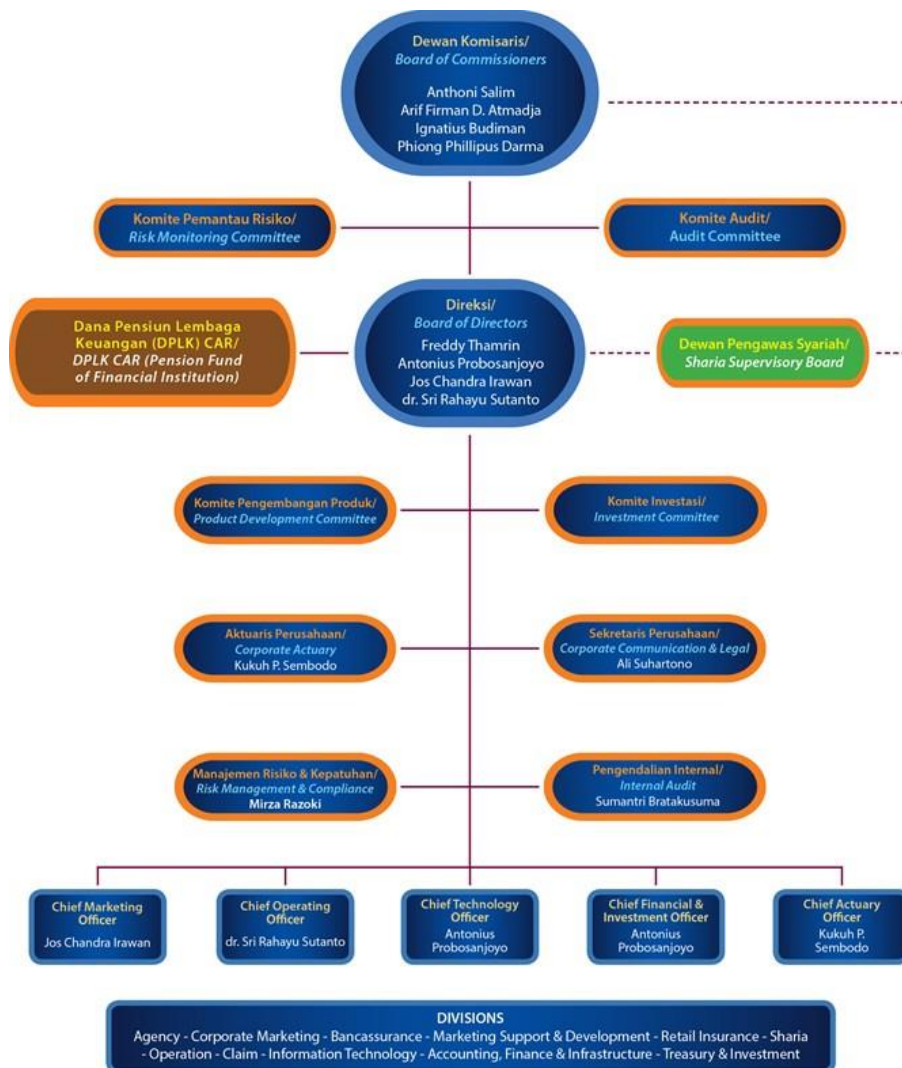 Dewan Komisaris/
Board of Commissioners
Anthoni Salim
Arif Firman D. Atmadja
Ignatius Budiman
Phiong Phillipus Darma
Komite Pemantau Risiko/
Risk Monitoring Committee
Komite Audit/
Audit Committee
Dana Pensiun Lembaga
Keuangan (DPLK) CAR/
DPLK CAR (Pension Fund
of Financial Institution)
Direksi/
Board of Directors
Freddy Thamrin
Antonius Probosanjoyo
Jos Chandra Irawan
dr. Sri Rahayu Sutanto
Dewan Pengawas Syariah/
Sharia Supervisory Board
Komite Pengembangan Produk/
Product Development Committee
Komite Investasi/
Investment Committee
Aktuaris Perusahaan/
Corporate Actuary
Kukuh P. Sembodo
Sekretaris Perusahaan/
Corporate Communication & Legal
Ali Suhartono
Manajemen Risiko & Kepatuhan/
Risk Management & Compliance
Mirza Razoki
Pengendalian Internal/
Internal Audit
Sumantri Bratakusuma
Chief Marketing
Officer
Jos Chandra Irawan
Chief Operating
Officer
dr. Sri Rahayu Sutanto
Chief Technology
Officer
Antonius
Probosanjoyo
Chief Financial
& Investment Officer
Antonius
Probosanjoyo
Chief Actuary
Officer
Kukuh P.
Sembodo
DIVISIONS
Agency - Corporate Marketing - Bancassurance - Marketing Support & Development - Retail Insurance - Sharia
- Operation - Claim - Information Technology - Accounting, Finance & Infrastructure - Treasury & Investment